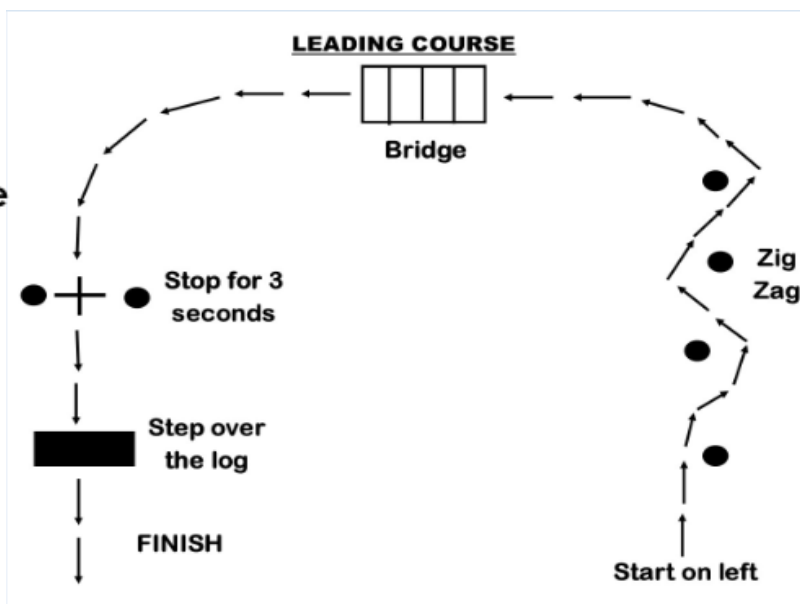 LEADING COURSE
Bridge
e
Zig
Zag
Stop for 3
seconds
Step over
the log
FINISH
Start on left